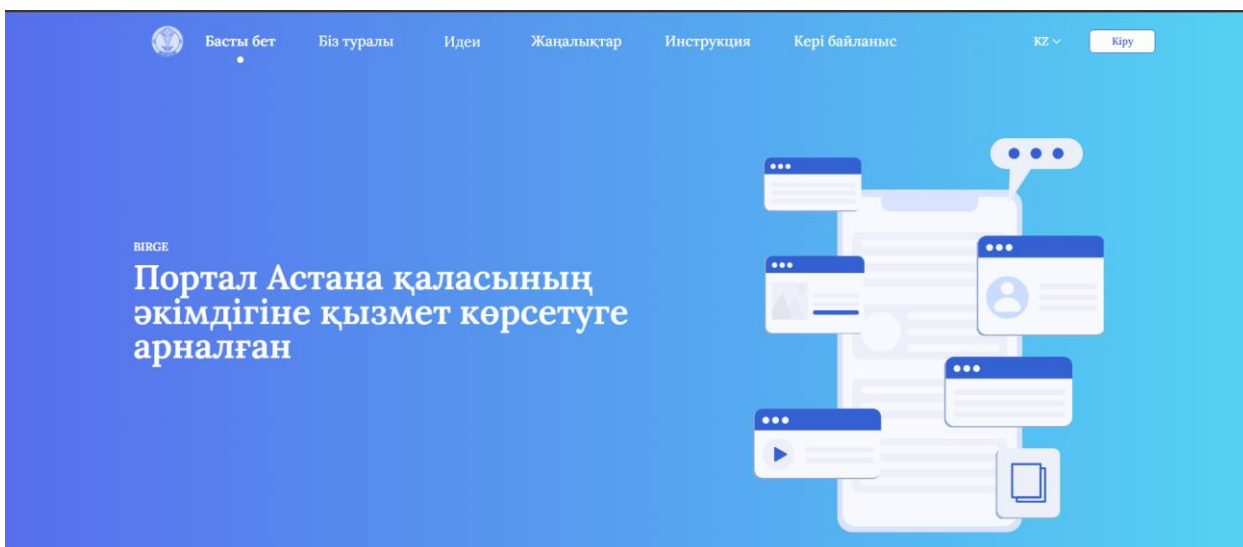 Басты бет
Біз туралы
Идеи
Жаңалықтар
Инструкция
Кері байланыс
KZ
Кіру
BIRGE
Портал Астана қаласының
әкімдігіне қызмет көрсетуге
арналған